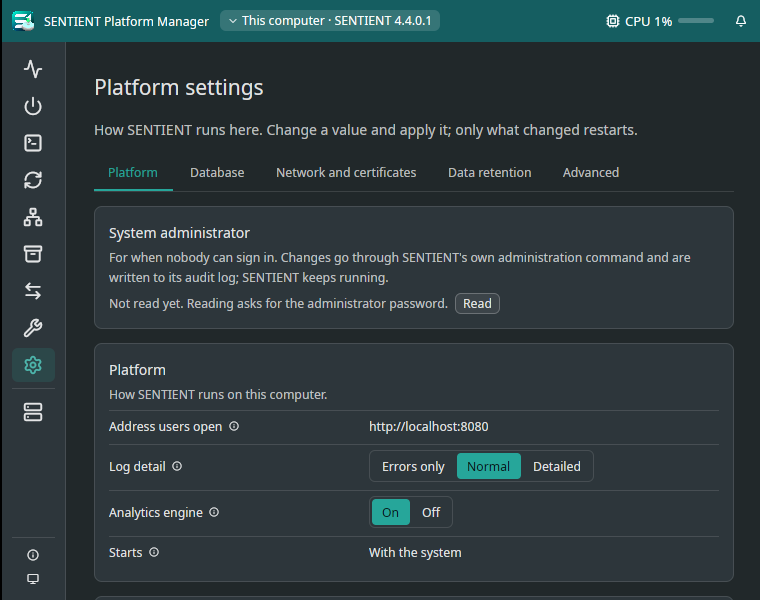 SENTIENT Platform Manager
This computer · SENTIENT 4.4.0.1
CPU 1%
Platform settings
How SENTIENT runs here. Change a value and apply it; only what changed restarts.
Platform
Database
Network and certificates
Data retention
Advanced
System administrator
For when nobody can sign in. Changes go through SENTIENT's own administration command and are
written to its audit log; SENTIENT keeps running.
Not read yet. Reading asks for the administrator password. Read
Platform
How SENTIENT runs on this computer.
Address users open http://localhost:8080
Log detail Errors only Normal Detailed
Analytics engine On Off
Starts With the system